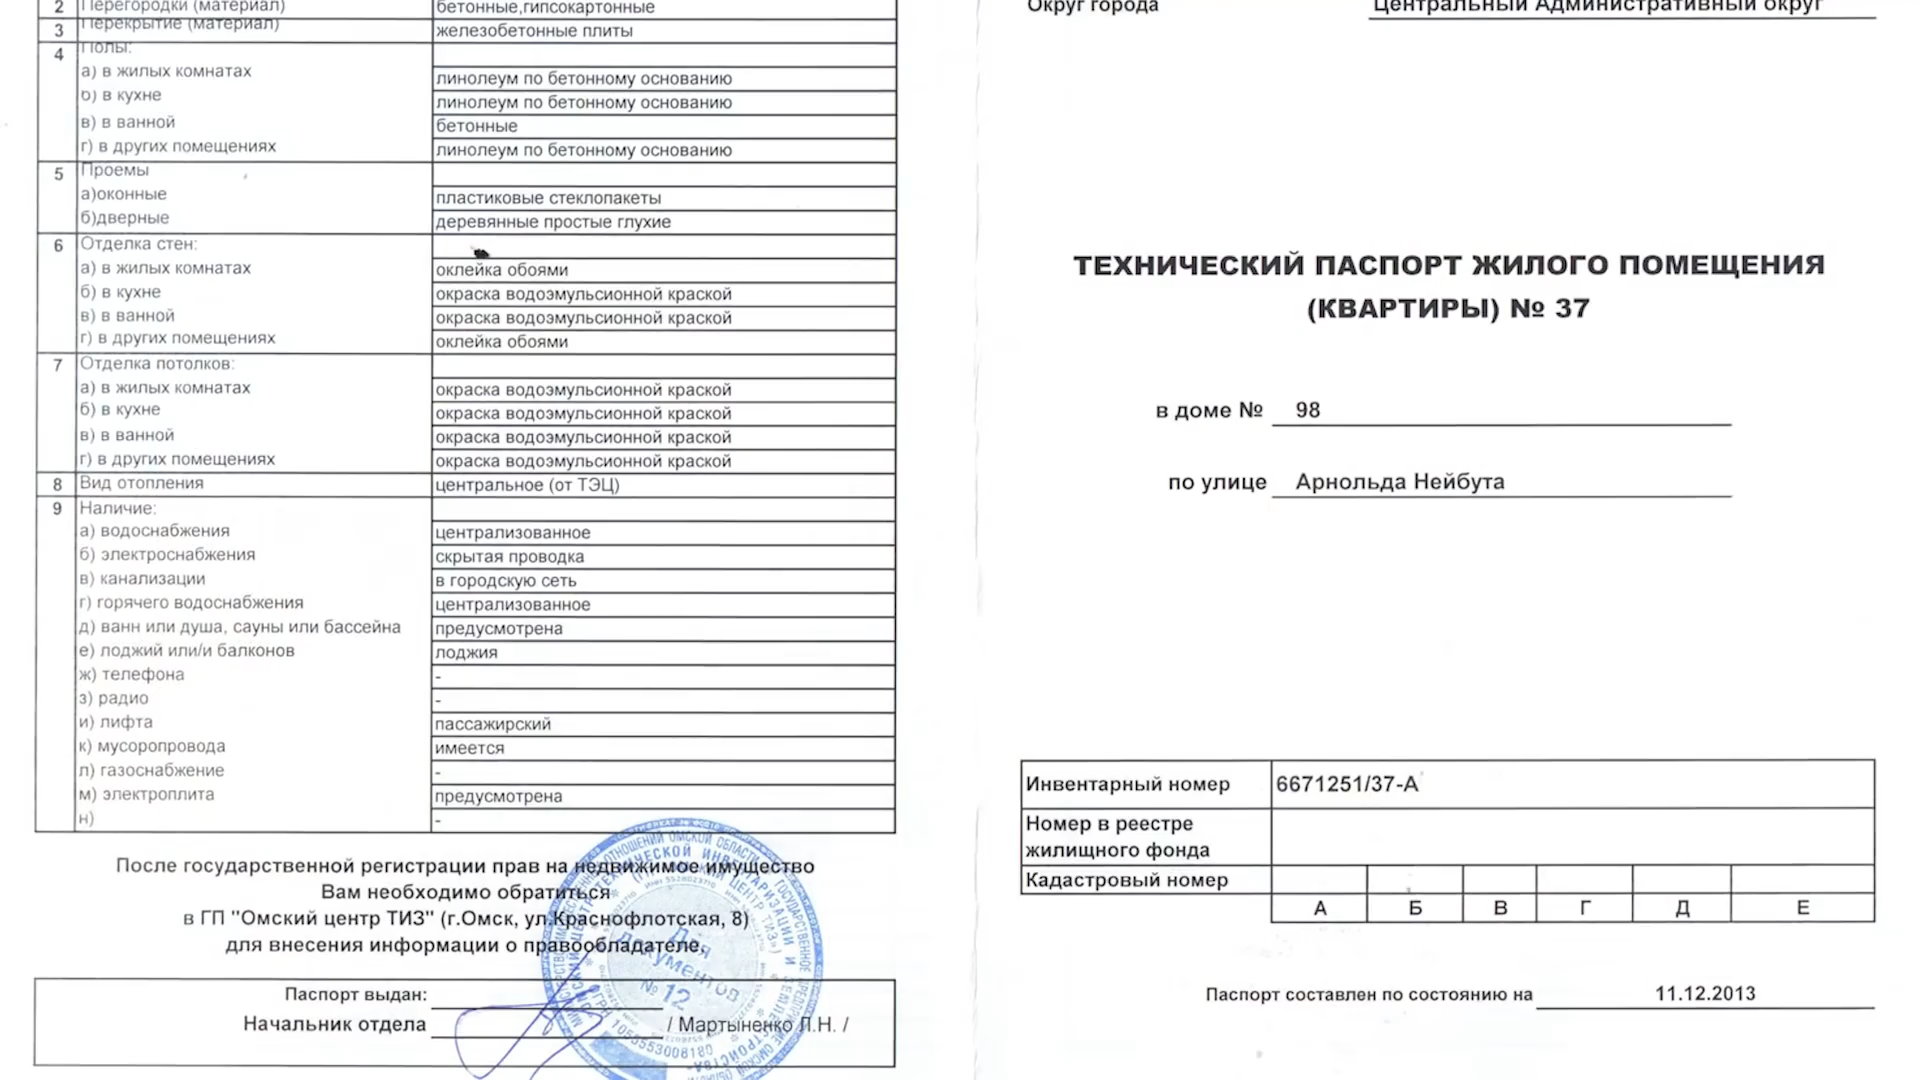 2 Перегородки (материал) бетонные,гипсокартонные
3 Перекрытие (материал) железобетонные плиты
4 Полы:
а) в жилых комнатах линолеум по бетонному основанию
б) в кухне линолеум по бетонному основанию
в) в ванной бетонные
г) в других помещениях линолеум по бетонному основанию
5 Проемы
а)оконные пластиковые стеклопакеты
б)дверные деревянные простые глухие
6 Отделка стен:
а) в жилых комнатах оклейка обоями
б) в кухне окраска водоэмульсионной краской
в) в ванной окраска водоэмульсионной краской
г) в других помещениях оклейка обоями
7 Отделка потолков:
а) в жилых комнатах окраска водоэмульсионной краской
б) в кухне окраска водоэмульсионной краской
в) в ванной окраска водоэмульсионной краской
г) в других помещениях окраска водоэмульсионной краской
8 Вид отопления центральное (от ТЭЦ)
9 Наличие:
а) водоснабжения централизованное
б) электроснабжения скрытая проводка
в) канализации в городскую сеть
г) горячего водоснабжения централизованное
д) ванн или душа, сауны или бассейна предусмотрена
е) лоджий или/и балконов лоджия
ж) телефона -
з) радио -
и) лифта пассажирский
к) мусоропровода имеется
л) газоснабжение -
м) электроплита предусмотрена
н) -
После государственной регистрации прав на недвижимое имущество
Вам необходимо обратиться
в ГП "Омский центр ТИЗ" (г.Омск, ул.Краснофлотская, 8)
для внесения информации о правообладателе.
Паспорт выдан:
Начальник отдела / Мартыненко Л.Н. /
Для
документов
№ 12
Округ города Центральный Административный округ
ТЕХНИЧЕСКИЙ ПАСПОРТ ЖИЛОГО ПОМЕЩЕНИЯ
(КВАРТИРЫ) № 37
в доме № 98
по улице Арнольда Нейбута
Инвентарный номер 6671251/37-А
Номер в реестре
жилищного фонда
Кадастровый номер
А Б В Г Д Е
Паспорт составлен по состоянию на 11.12.2013